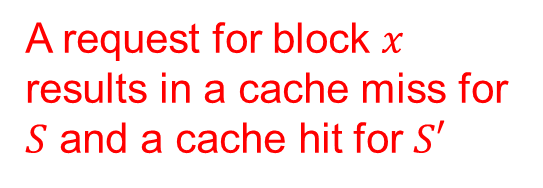 A request for block x
results in a cache miss for
S and a cache hit for S′